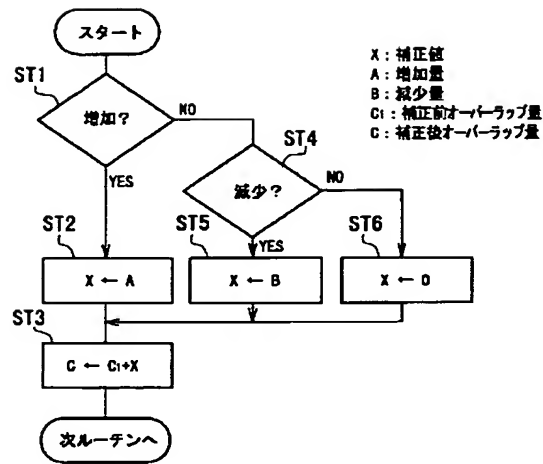 スタート
X：補正値
A：増加量
B：減少量
C₁：補正前オーバーラップ量
C：補正後オーバーラップ量
ST1
増加？
NO
YES
ST4
減少？
NO
YES
ST2
X ← A
ST5
X ← B
ST6
X ← 0
ST3
C ← C₁+X
次ルーチンへ